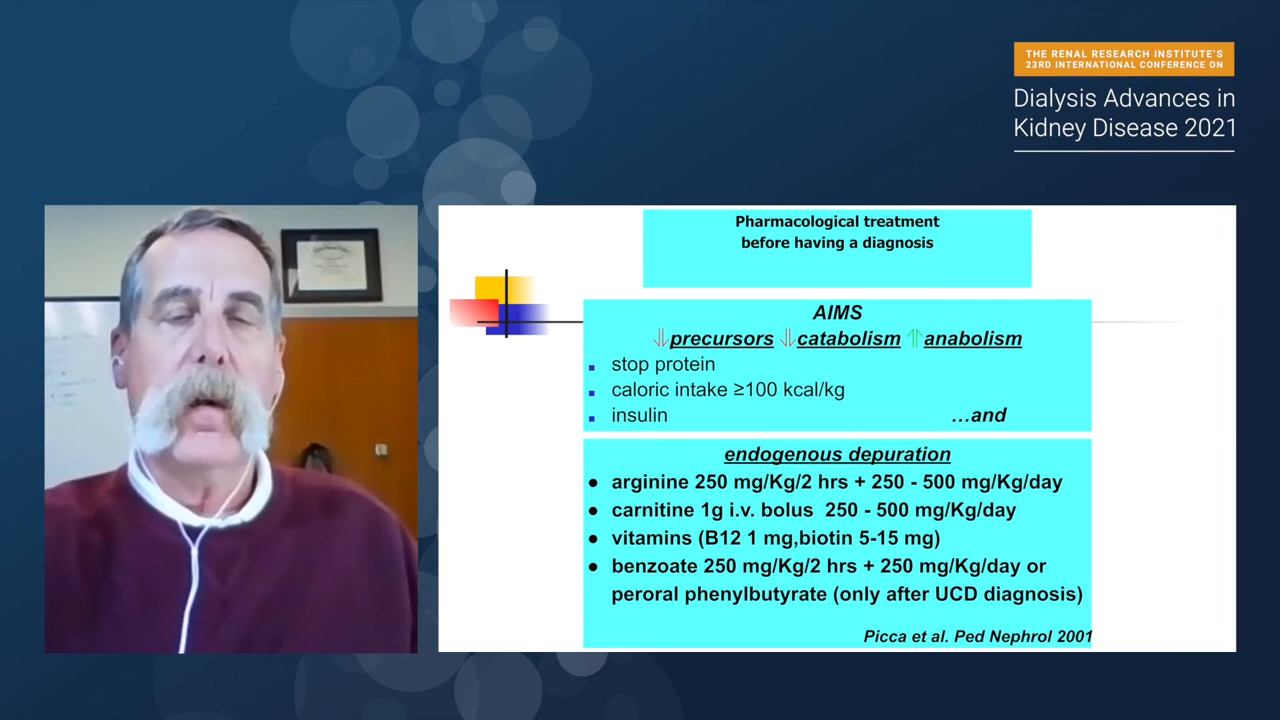 THE RENAL RESEARCH INSTITUTE'S
23RD INTERNATIONAL CONFERENCE ON
Dialysis Advances in
Kidney Disease 2021
Pharmacological treatment
before having a diagnosis
AIMS
⇓precursors ⇓catabolism ⇑anabolism
▪ stop protein
▪ caloric intake ≥100 kcal/kg
▪ insulin …and
endogenous depuration
● arginine 250 mg/Kg/2 hrs + 250 - 500 mg/Kg/day
● carnitine 1g i.v. bolus 250 - 500 mg/Kg/day
● vitamins (B12 1 mg,biotin 5-15 mg)
● benzoate 250 mg/Kg/2 hrs + 250 mg/Kg/day or
peroral phenylbutyrate (only after UCD diagnosis)
Picca et al. Ped Nephrol 2001